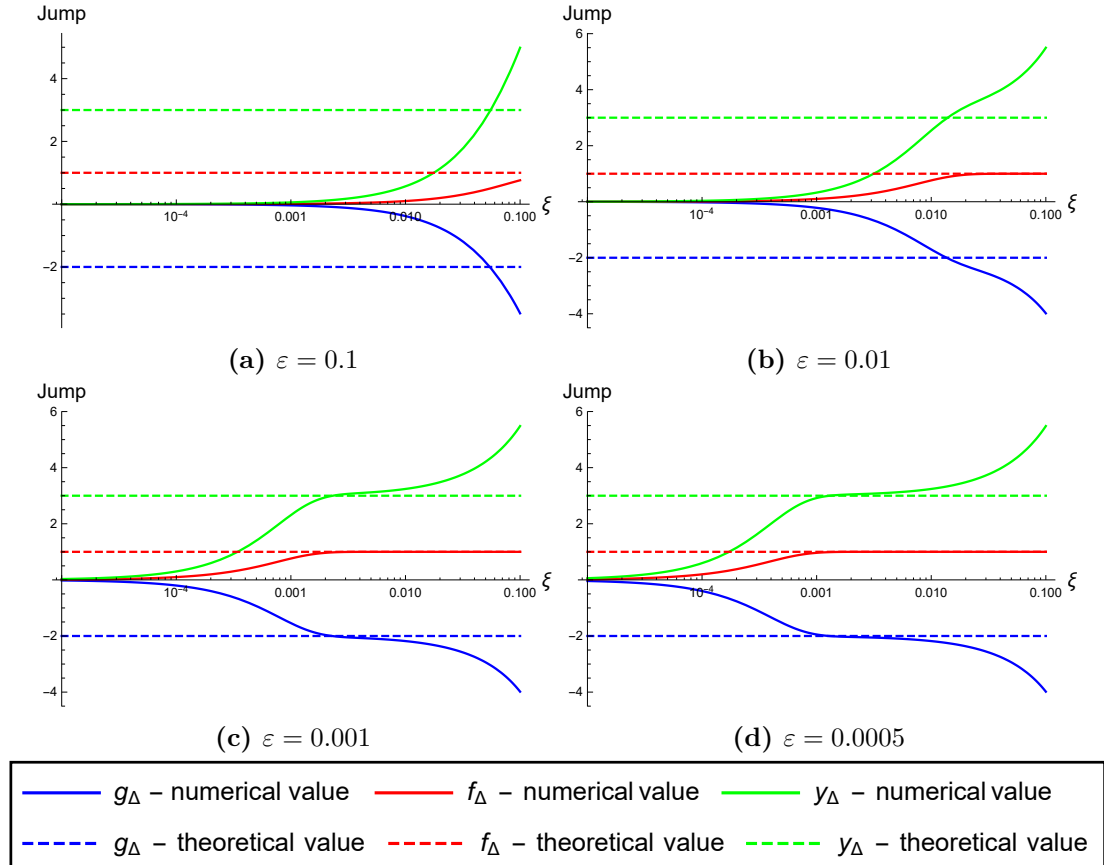 Jump
4
2
-2
10⁻⁴ 0.001 0.010 0.100 ξ
(a) ε = 0.1
Jump
6
4
2
-2
-4
10⁻⁴ 0.001 0.010 0.100 ξ
(b) ε = 0.01
Jump
6
4
2
-2
-4
10⁻⁴ 0.001 0.010 0.100 ξ
(c) ε = 0.001
Jump
6
4
2
-2
-4
10⁻⁴ 0.001 0.010 0.100 ξ
(d) ε = 0.0005
g_Δ – numerical value f_Δ – numerical value y_Δ – numerical value
g_Δ – theoretical value f_Δ – theoretical value y_Δ – theoretical value